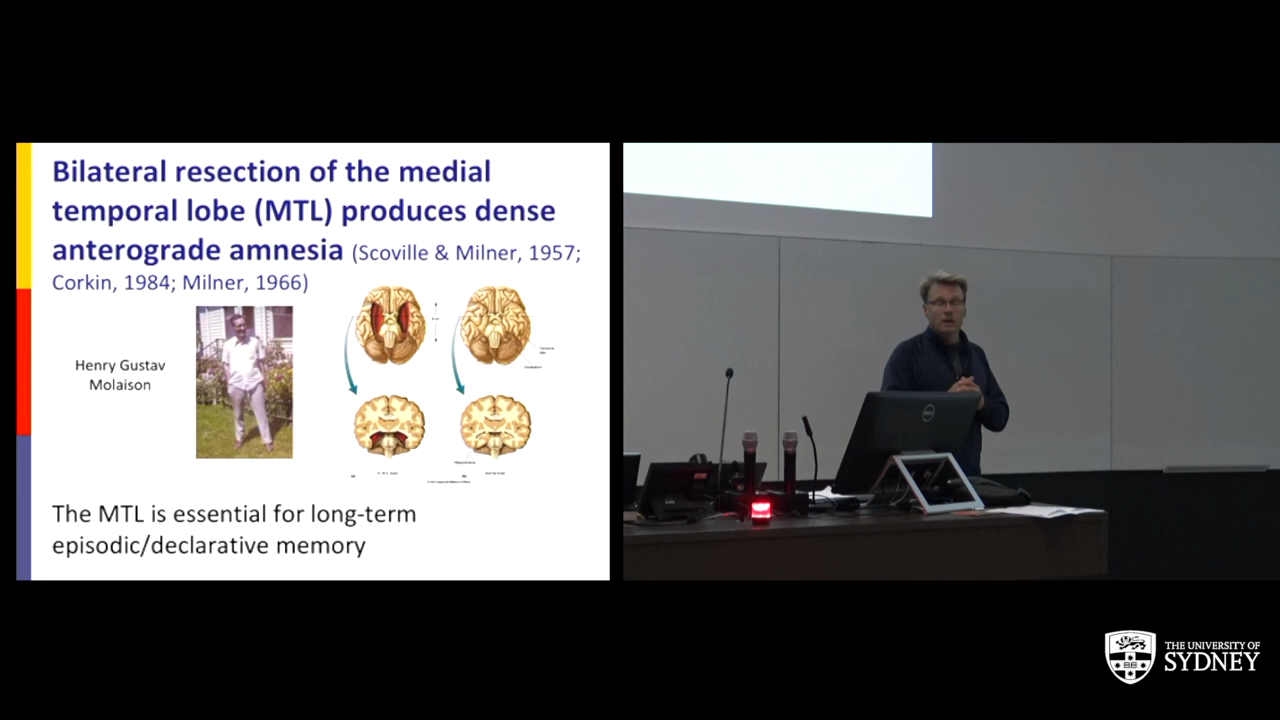 Bilateral resection of the medial
temporal lobe (MTL) produces dense
anterograde amnesia (Scoville & Milner, 1957;
Corkin, 1984; Milner, 1966)
Henry Gustav
Molaison
The MTL is essential for long-term
episodic/declarative memory
DELL
THE UNIVERSITY OF
SYDNEY